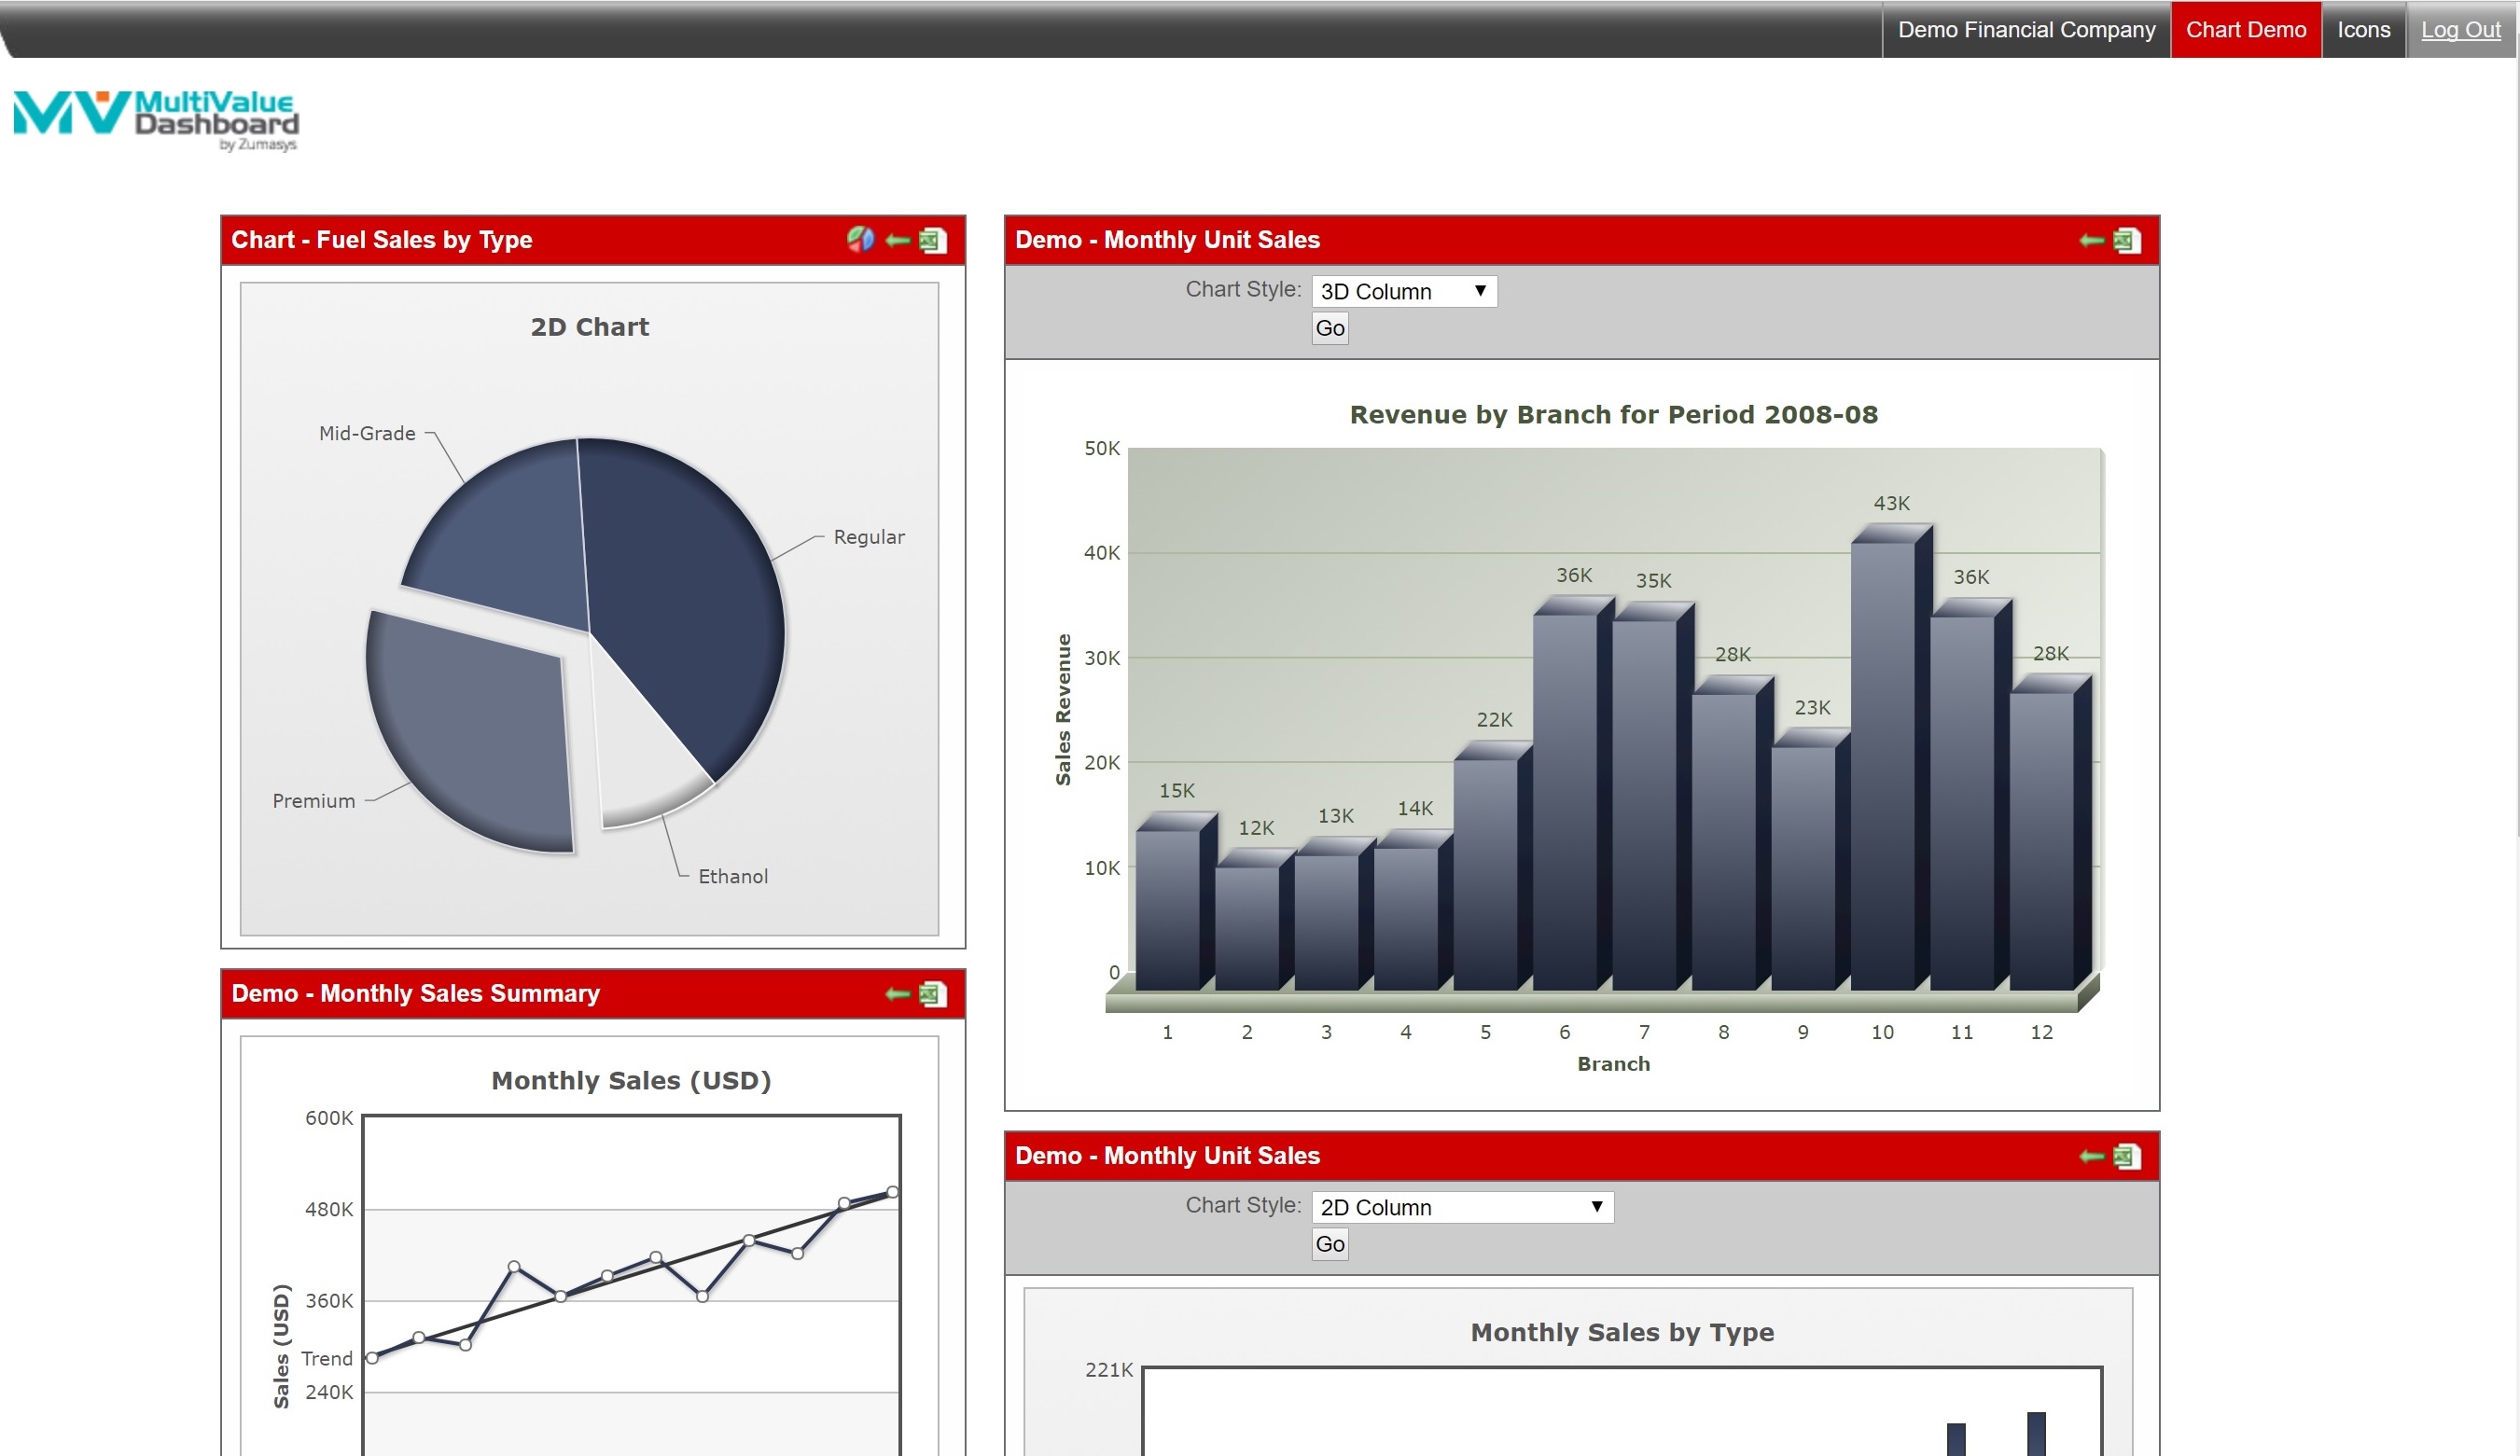 Demo Financial Company Chart Demo Icons Log Out
MV MultiValue
Dashboard
by Zumasys
Chart - Fuel Sales by Type
2D Chart
Mid-Grade
Regular
Premium
Ethanol
Demo - Monthly Unit Sales
Chart Style: 3D Column
Go
Revenue by Branch for Period 2008-08
50K
40K
30K
20K
10K
0
Sales Revenue
15K
12K
13K
14K
22K
36K
35K
28K
23K
43K
36K
28K
1 2 3 4 5 6 7 8 9 10 11 12
Branch
Demo - Monthly Sales Summary
Monthly Sales (USD)
600K
480K
360K
Trend
240K
Sales (USD)
Demo - Monthly Unit Sales
Chart Style: 2D Column
Go
Monthly Sales by Type
221K